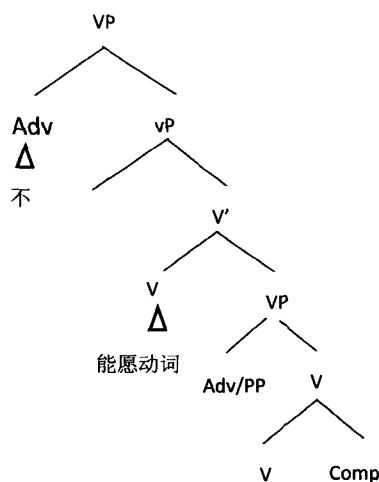 VP
Adv vP
不
V'
V VP
能愿动词
Adv/PP V
V Comp